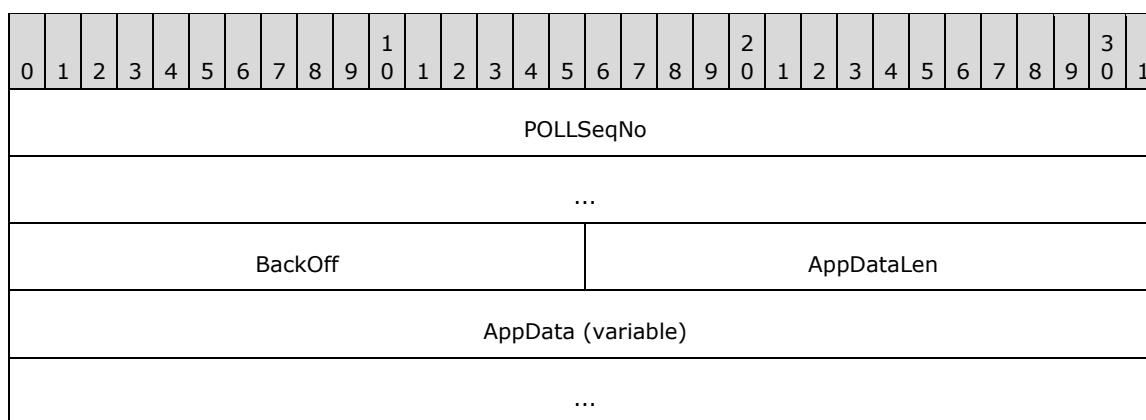 1 2 3
0 1 2 3 4 5 6 7 8 9 0 1 2 3 4 5 6 7 8 9 0 1 2 3 4 5 6 7 8 9 0 1
POLLSeqNo
...
BackOff AppDataLen
AppData (variable)
...